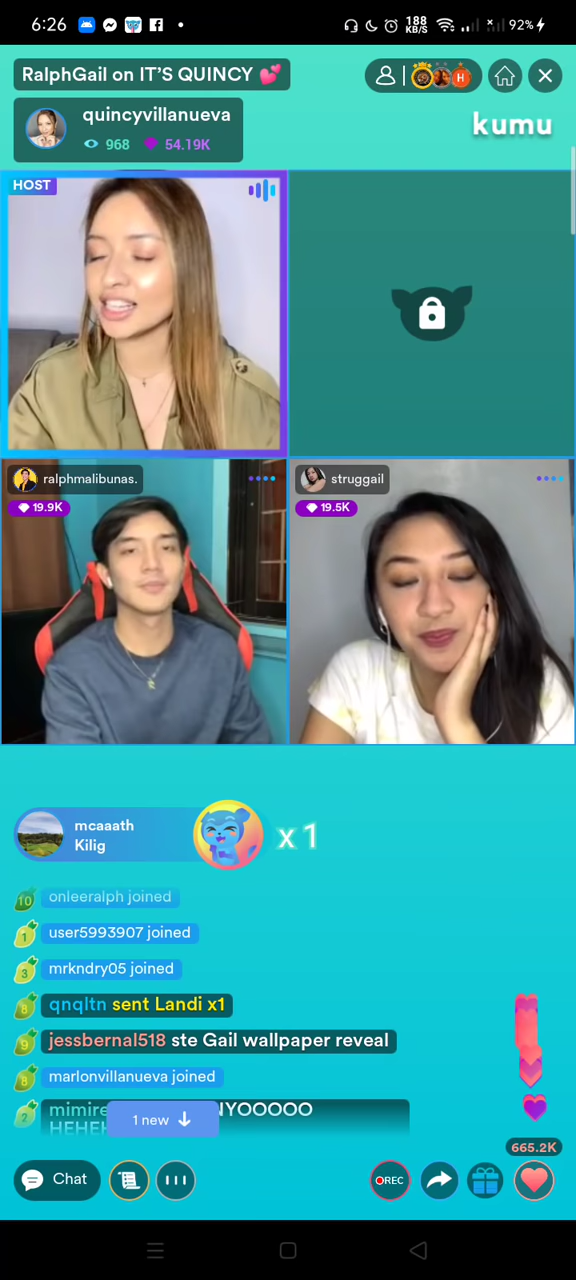 6:26
188
KB/S
92%
RalphGail on IT'S QUINCY 💕
H
quincyvillanueva
968
54.19K
kumu
HOST
ralphmalibunas.
19.9K
struggail
19.5K
mcaaath
Kilig
x 1
10 onleeralph joined
1 user5993907 joined
3 mrkndry05 joined
8 qnqltn sent Landi x1
9 jessbernal518 ste Gail wallpaper reveal
8 marlonvillanueva joined
2
1 new
665.2K
Chat
REC